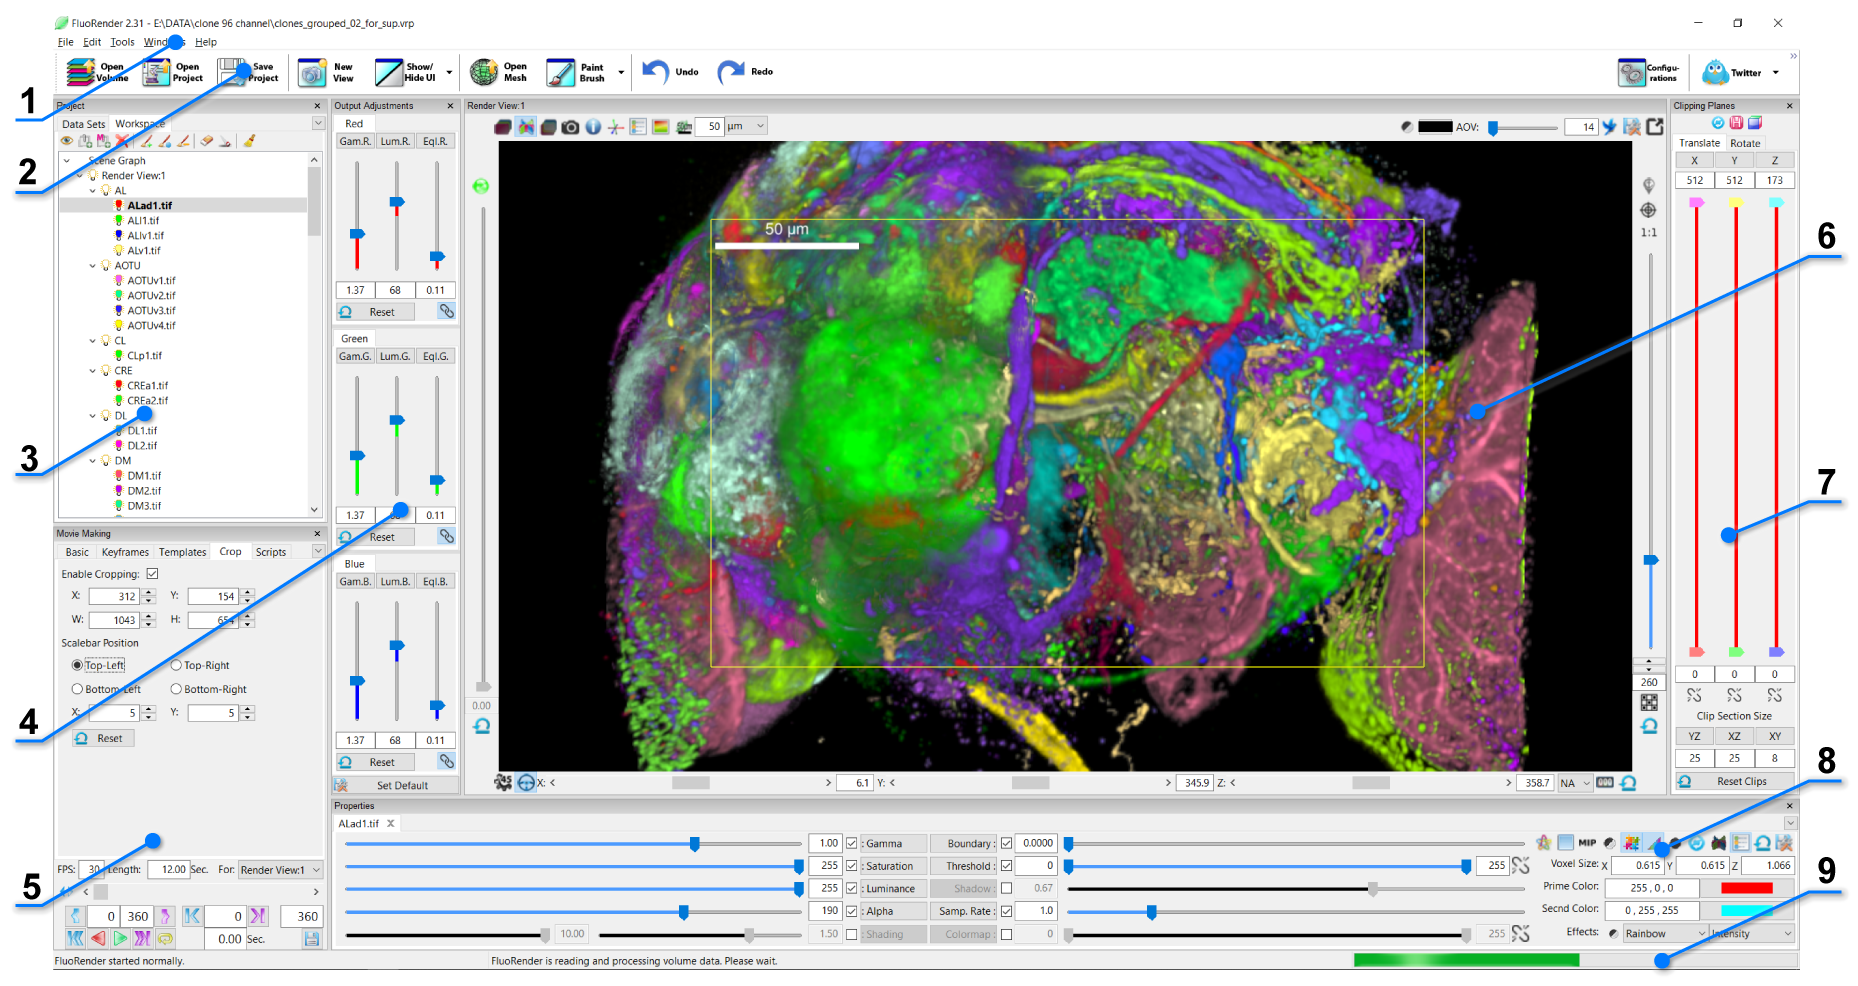 FluoRender 2.31 - E:\DATA\clone 96 channel\clones_grouped_02_for_sup.vrp
File Edit Tools Windows Help
Open Volume
Open Project
Save Project
New View
Show/ Hide UI
Open Mesh
Paint Brush
Undo
Redo
Configu- rations
Twitter
1
2
3
4
5
6
7
8
9
Project
Data Sets Workspace
Scene Graph
Render View:1
AL
ALad1.tif
ALl1.tif
ALlv1.tif
ALv1.tif
AOTU
AOTUv1.tif
AOTUv2.tif
AOTUv3.tif
AOTUv4.tif
CL
CLp1.tif
CRE
CREa1.tif
CREa2.tif
DL
DL1.tif
DL2.tif
DM
DM1.tif
DM2.tif
DM3.tif
Movie Making
Basic Keyframes Templates Crop Scripts
Enable Cropping:
X: 312 Y: 154
W: 1043 H: 654
Scalebar Position
Top-Left Top-Right
Bottom-Left Bottom-Right
X: 5 Y: 5
Reset
FPS: 30 Length: 12.00 Sec. For: Render View:1
0 360 0 360
0.00 Sec.
Output Adjustments
Red
Gam.R. Lum.R. Eql.R.
1.37 68 0.11
Reset
Green
Gam.G. Lum.G. Eql.G.
1.37 68 0.11
Reset
Blue
Gam.B. Lum.B. Eql.B.
1.37 68 0.11
Reset
Set Default
Render View:1
50 µm
AOV: 14
50 µm
0.00
1:1
260
45
X: < > 6.1 Y: < > 345.9 Z: < > 358.7 NA 000
Clipping Planes
Translate Rotate
X Y Z
512 512 173
0 0 0
Clip Section Size
YZ XZ XY
25 25 8
Reset Clips
Properties
ALad1.tif X
1.00 : Gamma Boundary : 0.0000
255 : Saturation Threshold : 0 255
255 : Luminance Shadow : 0.67
190 : Alpha Samp. Rate : 1.0
10.00 1.50 : Shading Colormap : 0 255
MIP
Voxel Size: X 0.615 Y 0.615 Z 1.066
Prime Color: 255 , 0 , 0
Secnd Color: 0 , 255 , 255
Effects: Rainbow Intensity
FluoRender started normally.
FluoRender is reading and processing volume data. Please wait.